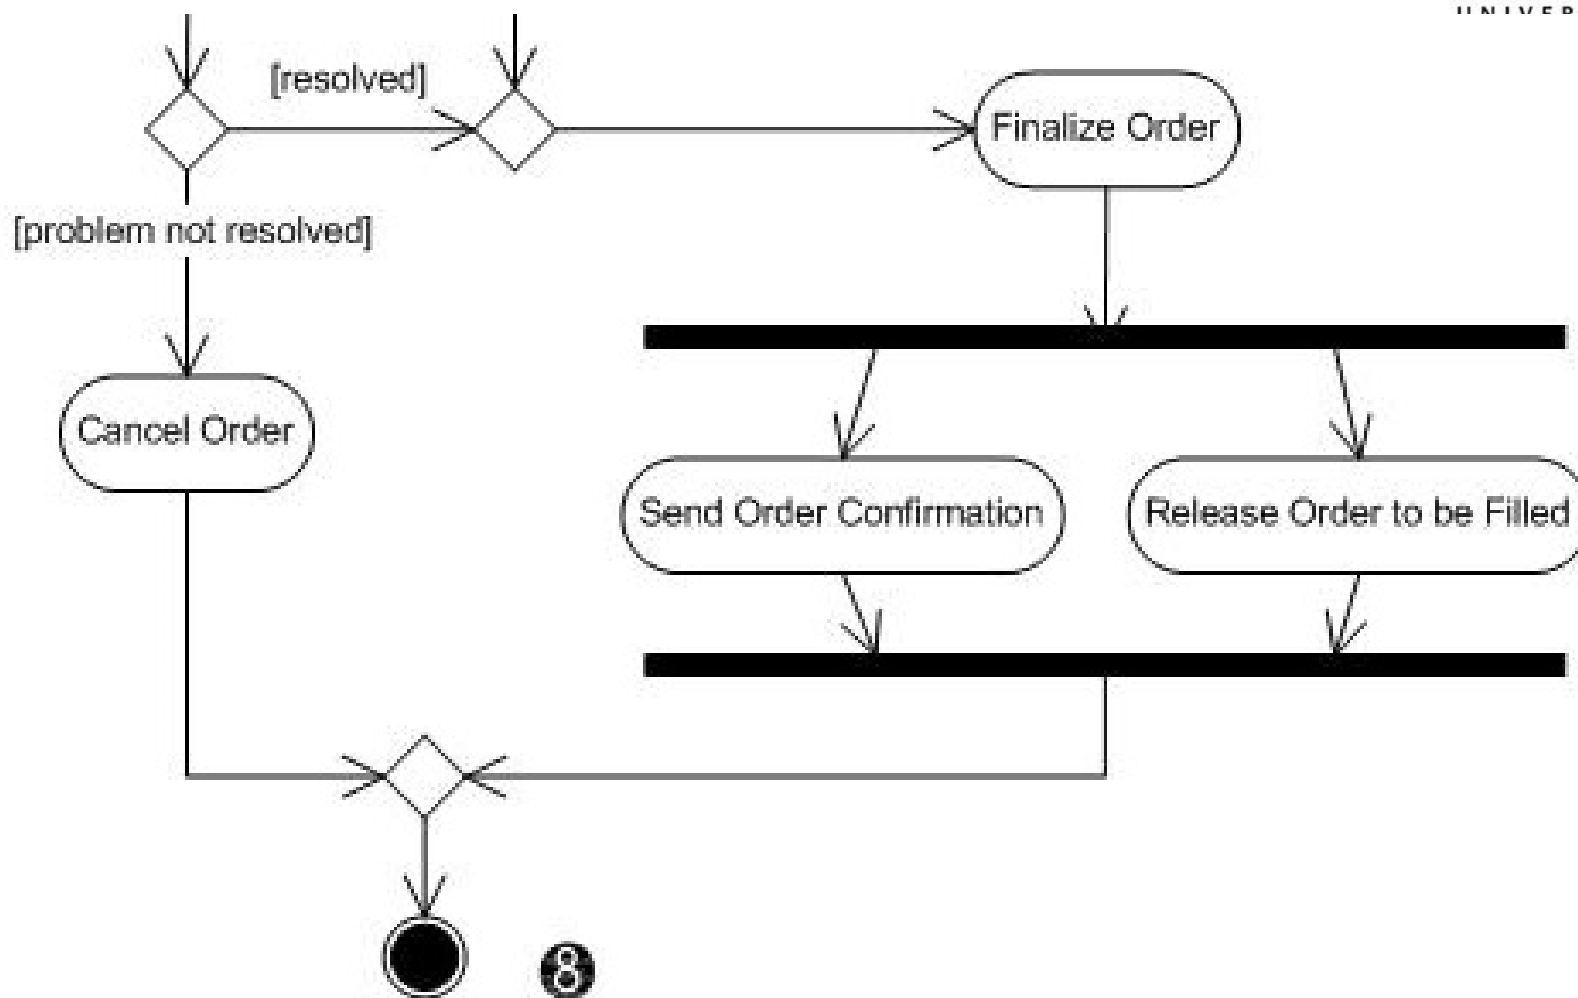 [resolved]
Finalize Order
[problem not resolved]
Cancel Order
Send Order Confirmation
Release Order to be Filled
8